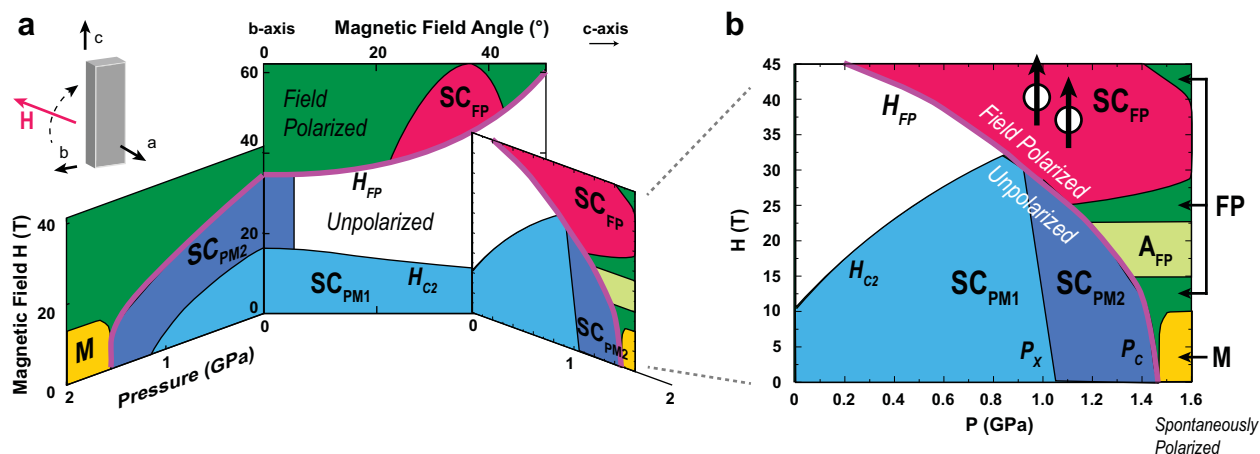 a
c
H
b
a
b-axis
Magnetic Field Angle (°)
c-axis
0
20
40
60
40
20
0
Field
Polarized
SC_FP
H_FP
Unpolarized
SC_PM1
H_C2
0
20
40
0
Magnetic Field H (T)
40
20
0
SC_PM2
M
2
1
Pressure (GPa)
SC_FP
SC_PM2
1
2
b
45
40
35
30
25
20
15
10
5
0
H (T)
H_FP
SC_FP
Field Polarized
Unpolarized
H_C2
SC_PM1
SC_PM2
A_FP
P_X
P_C
FP
M
0
0.2
0.4
0.6
0.8
1.0
1.2
1.4
1.6
P (GPa)
Spontaneously
Polarized